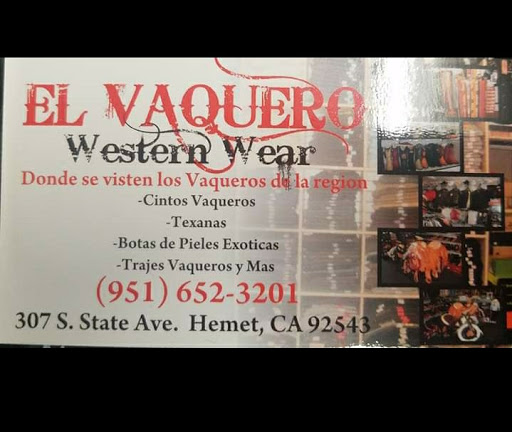 EL VAQUERO
Western Wear
Donde se visten los Vaqueros de la region
-Cintos Vaqueros
-Texanas
-Botas de Pieles Exoticas
-Trajes Vaqueros y Mas
(951) 652-3201
307 S. State Ave. Hemet, CA 92543